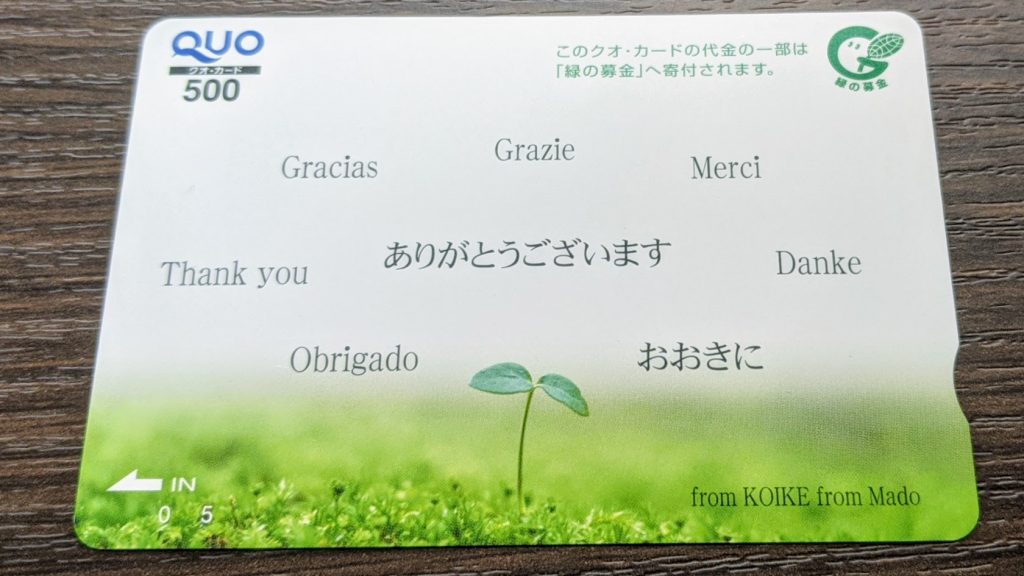 QUO
クオ・カード
500
このクオ・カードの代金の一部は
「緑の募金」へ寄付されます。
緑の募金
Gracias
Grazie
Merci
Thank you
ありがとうございます
Danke
Obrigado
おおきに
IN
0 5
from KOIKE from Mado